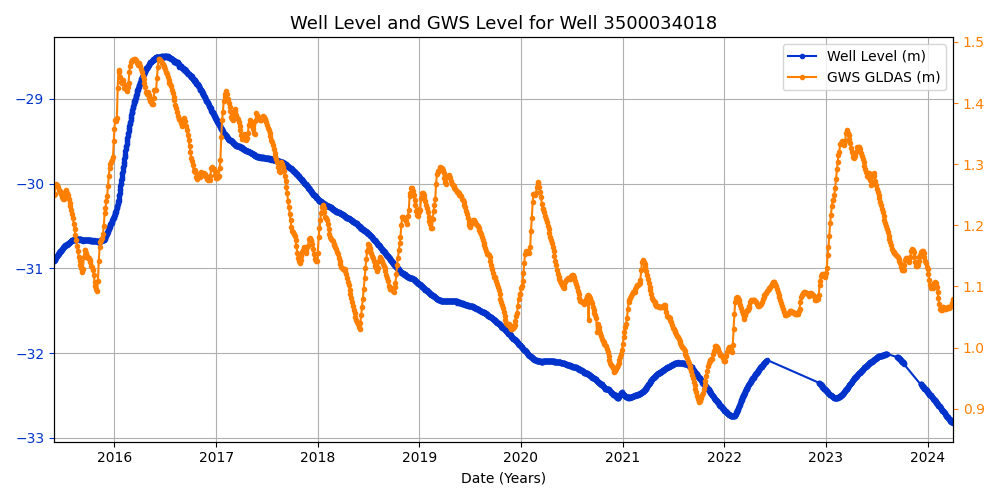 Well Level and GWS Level for Well 3500034018
Well Level (m)
GWS GLDAS (m)
−29
−30
−31
−32
−33
1.5
1.4
1.3
1.2
1.1
1.0
0.9
2016 2017 2018 2019 2020 2021 2022 2023 2024
Date (Years)